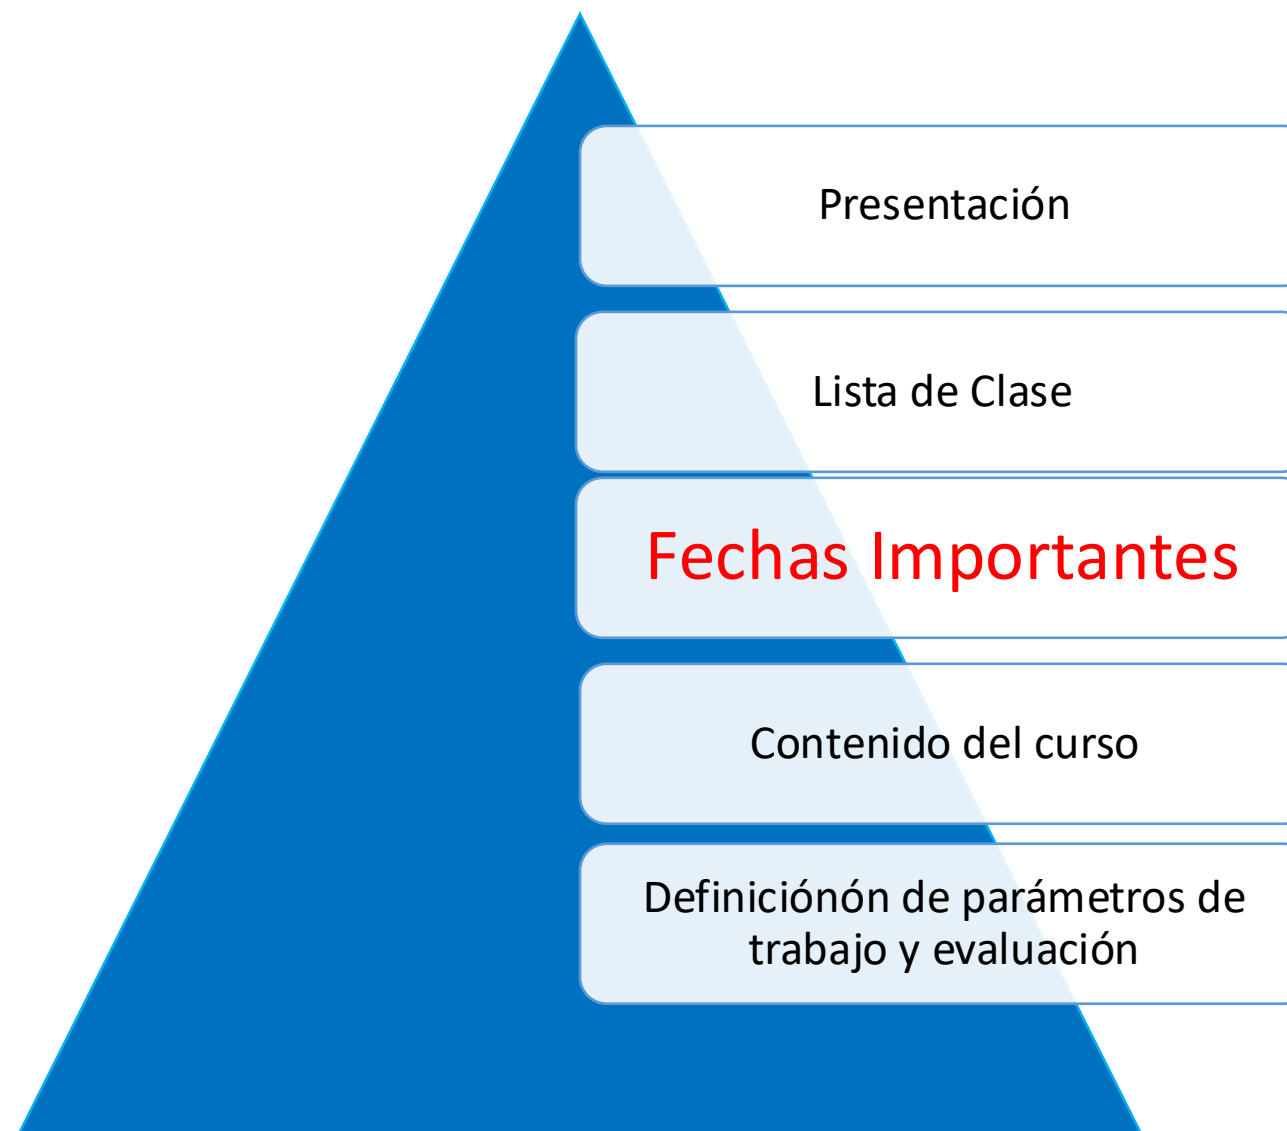 Presentación
Lista de Clase
Fechas Importantes
Contenido del curso
Definiciónón de parámetros de
trabajo y evaluación